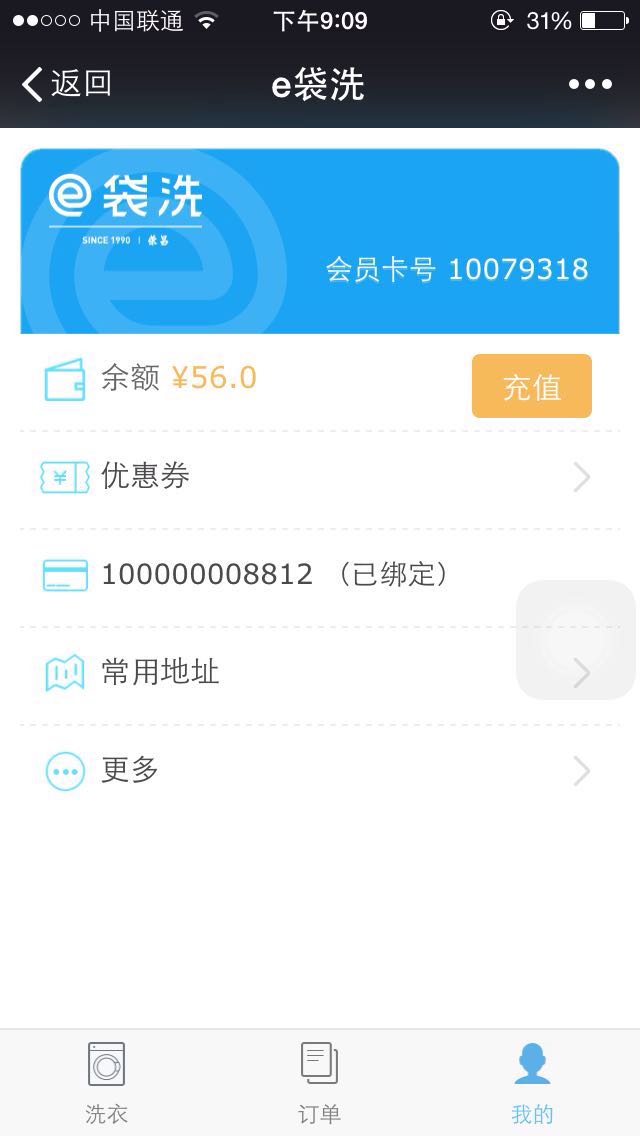 中国联通 下午9:09 31%
返回 e袋洗
e袋洗
SINCE 1990 | 荣昌
会员卡号 10079318
余额 ¥56.0 充值
¥ 优惠券
100000008812 （已绑定）
常用地址
更多
洗衣 订单 我的